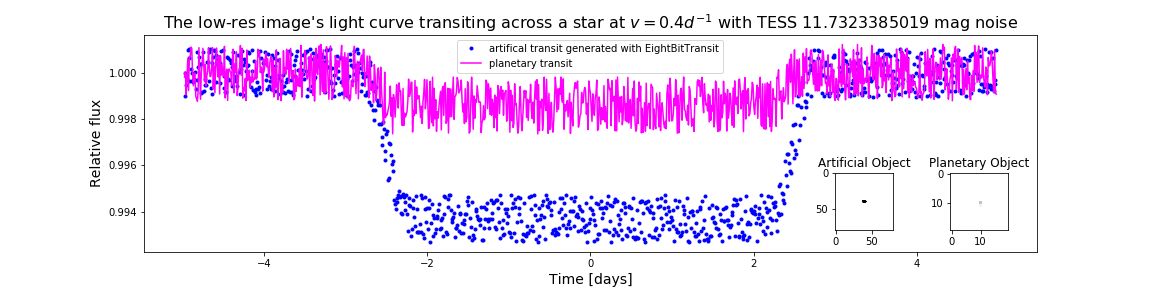 The low-res image's light curve transiting across a star at v = 0.4d⁻¹ with TESS 11.7323385019 mag noise
artifical transit generated with EightBitTransit
planetary transit
Relative flux
1.000
0.998
0.996
0.994
Artificial Object
0
50
0
50
Planetary Object
0
10
0
10
−4
−2
0
2
4
Time [days]